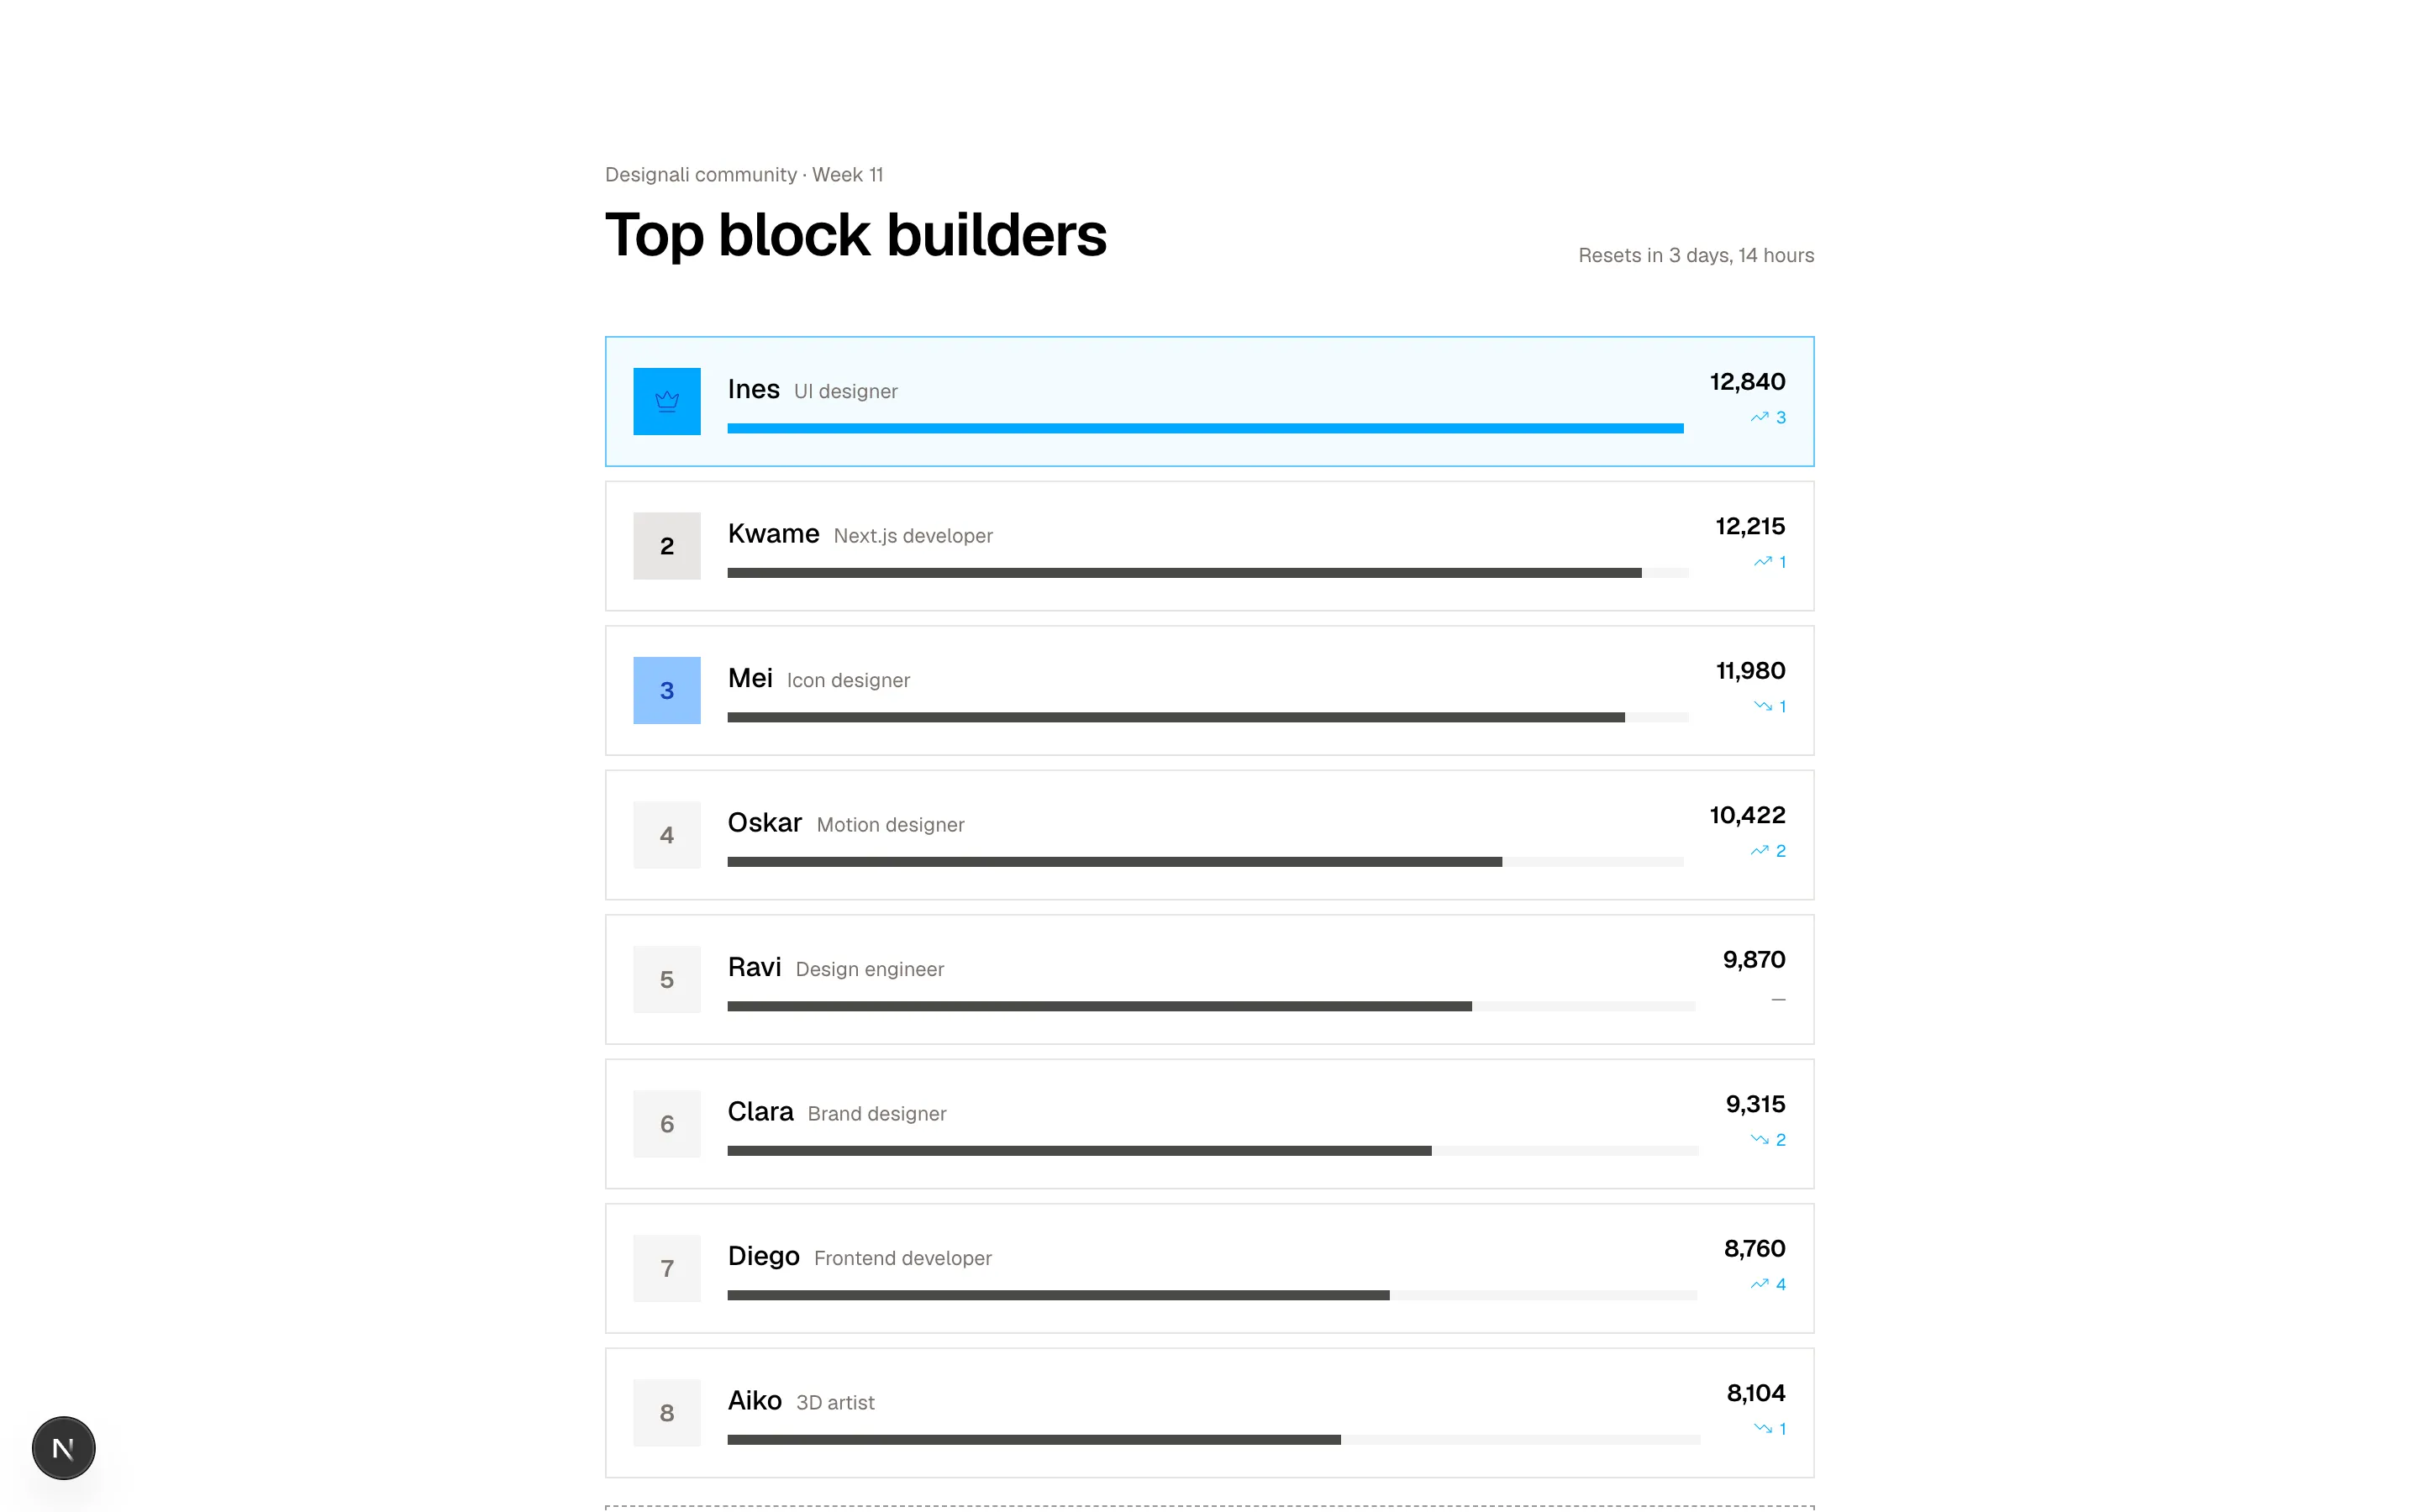 Designali community · Week 11
Top block builders
Resets in 3 days, 14 hours
Ines UI designer
12,840
3
2
Kwame Next.js developer
12,215
1
3
Mei Icon designer
11,980
1
4
Oskar Motion designer
10,422
2
5
Ravi Design engineer
9,870
—
6
Clara Brand designer
9,315
2
7
Diego Frontend developer
8,760
4
8
Aiko 3D artist
8,104
1
N